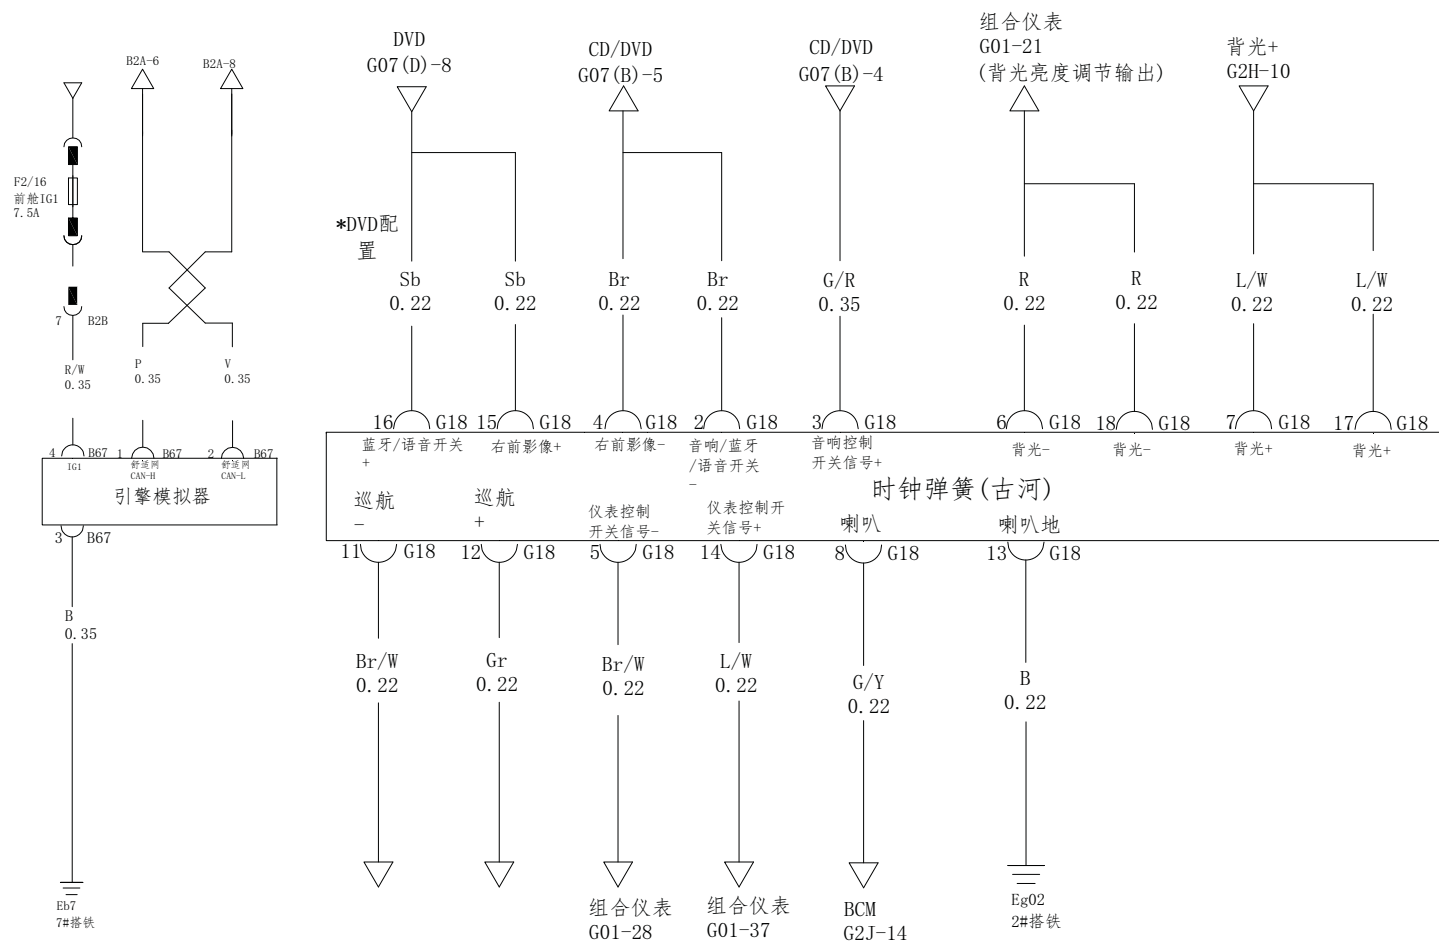 DVD
G07(D)-8
CD/DVD
G07(B)-5
CD/DVD
G07(B)-4
组合仪表
G01-21
(背光亮度调节输出)
背光+
G2H-10
B2A-6
B2A-8
F2/16
前舱IG1
7.5A
*DVD配
置
Sb
0.22
Sb
0.22
Br
0.22
Br
0.22
G/R
0.35
R
0.22
R
0.22
L/W
0.22
L/W
0.22
7
B2B
R/W
0.35
P
0.35
V
0.35
16
G18
15
G18
4
G18
2
G18
3
G18
6
G18
18
G18
7
G18
17
G18
蓝牙/语音开关
+
右前影像+
右前影像-
音响/蓝牙
/语音开关
-
音响控制
开关信号+
背光-
背光-
背光+
背光+
4
B67
1
B67
2
B67
IG1
舒适网
CAN-H
舒适网
CAN-L
引擎模拟器
3
B67
时钟弹簧(古河)
巡航
-
巡航
+
仪表控制
开关信号-
仪表控制开
关信号+
喇叭
喇叭地
11
G18
12
G18
5
G18
14
G18
8
G18
13
G18
B
0.35
Br/W
0.22
Gr
0.22
Br/W
0.22
L/W
0.22
G/Y
0.22
B
0.22
Eb7
7#搭铁
组合仪表
G01-28
组合仪表
G01-37
BCM
G2J-14
Eg02
2#搭铁